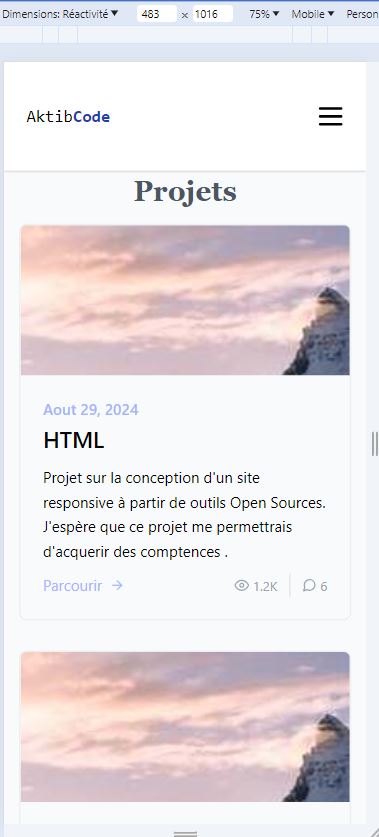 Dimensions: Réactivité 483 x 1016 75% Mobile Person
AktibCode
Projets
Aout 29, 2024
HTML
Projet sur la conception d'un site
responsive à partir de outils Open Sources.
J'espère que ce projet me permettrais
d'acquerir des comptences .
Parcourir → 1.2K 6